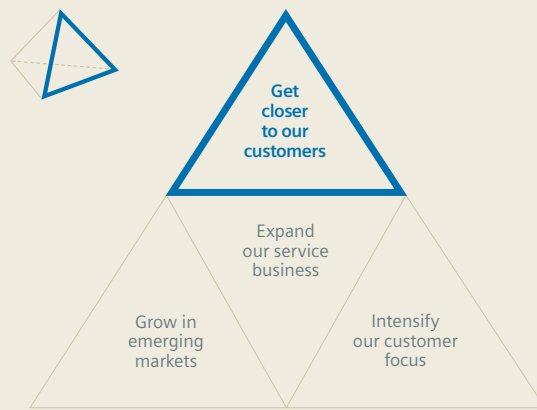 Get
closer
to our
customers
Expand
our service
business
Grow in
emerging
markets
Intensify
our customer
focus